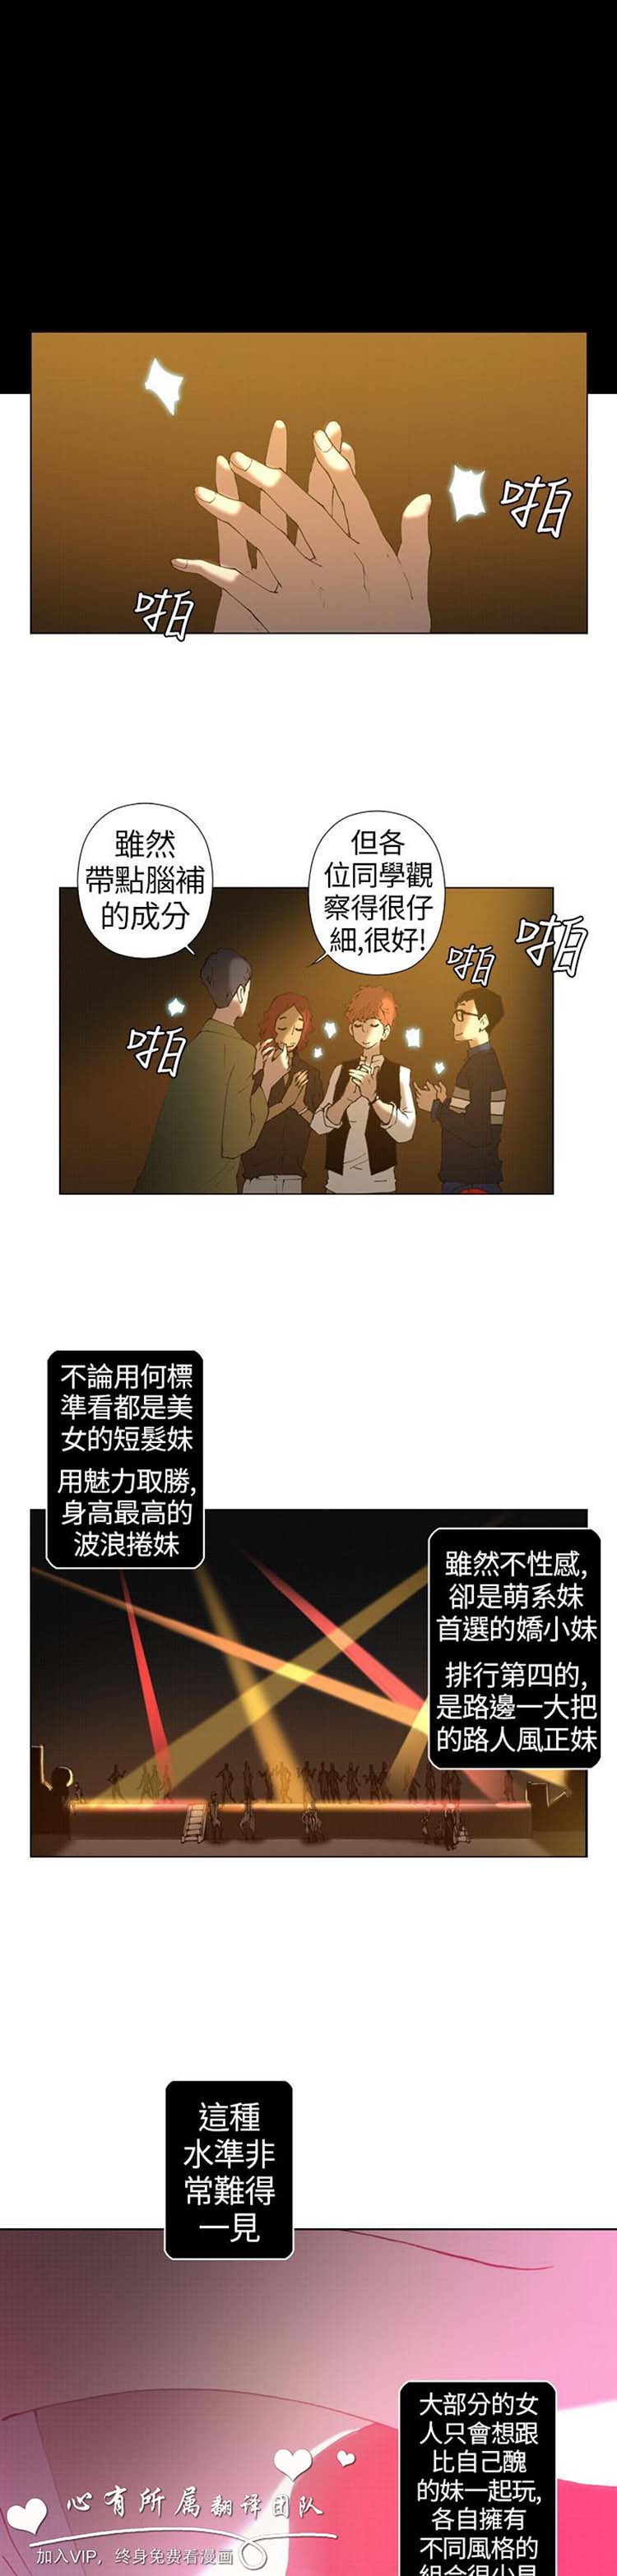 啪
啪
雖然
帶點腦補
的成分
但各
位同學觀
察得很仔
細,很好!
啪
啪
啪
不論用何標
準看都是美
女的短髮妹
用魅力取勝,
身高最高的
波浪捲妹
雖然不性感,
卻是萌系妹
首選的嬌小妹
排行第四的,
是路邊一大把
的路人風正妹
這種
水準非
常難得
一見
大部分的女
人只會想跟
比自己醜
的妹一起玩,
各自擁有
不同風格的
組合很少見
心有所属翻译团队
加入VIP，终身免费看漫画